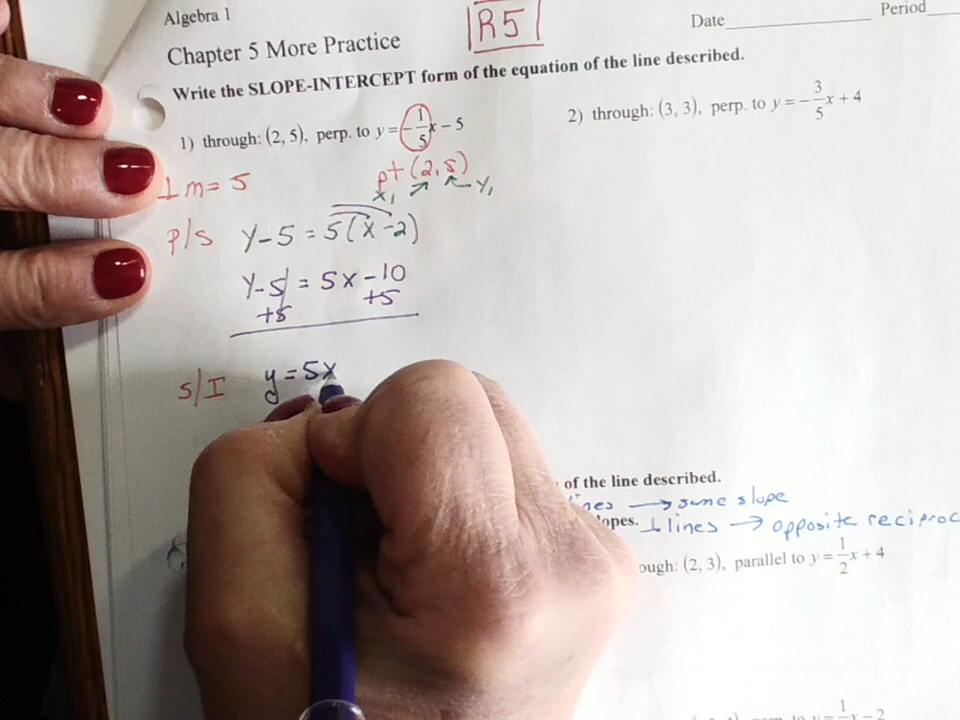 Algebra 1
R5
Date
Period
Chapter 5 More Practice
Write the SLOPE-INTERCEPT form of the equation of the line described.
1) through: (2, 5), perp. to y = -1/5x - 5
2) through: (3, 3), perp. to y = -3/5x + 4
⊥ m = 5
pt (2,5)
x₁ y₁
P/S y-5 = 5(x-2)
y-5 = 5x-10
+5 +5
S/I y = 5x
of the line described.
nes → same slope
lopes. ⊥ lines → opposite reciproc
ough: (2, 3), parallel to y = 1/2x + 4